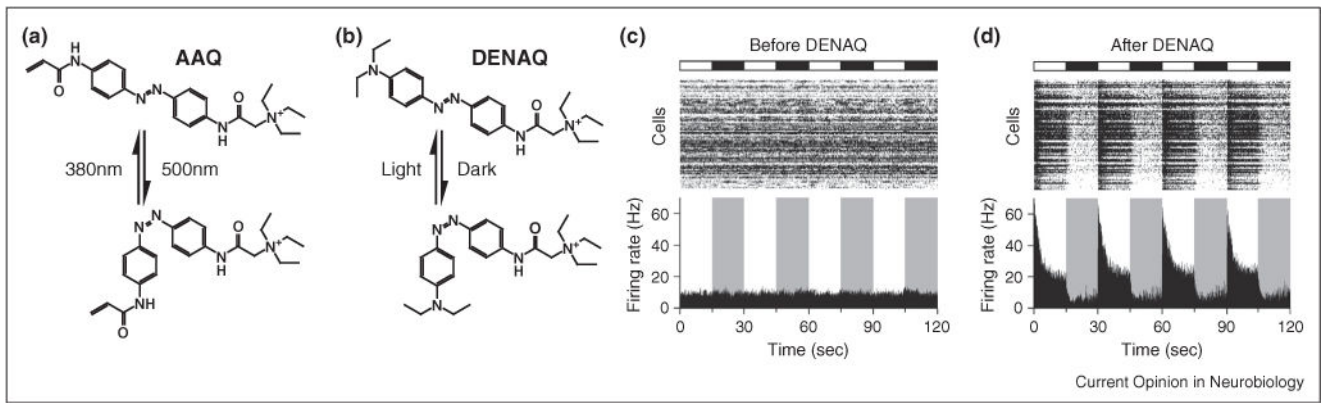 (a)
AAQ
H
N
O
N
N
O
N
H
N+
380nm
500nm
N
N
O
N
H
N+
NH
O
(b)
DENAQ
N
N
N
O
N
H
N+
Light
Dark
N
N
O
N
H
N+
N
(c)
Before DENAQ
Cells
Firing rate (Hz)
60
40
20
0
0 30 60 90 120
Time (sec)
(d)
After DENAQ
Cells
Firing rate (Hz)
60
40
20
0
0 30 60 90 120
Time (sec)
Current Opinion in Neurobiology